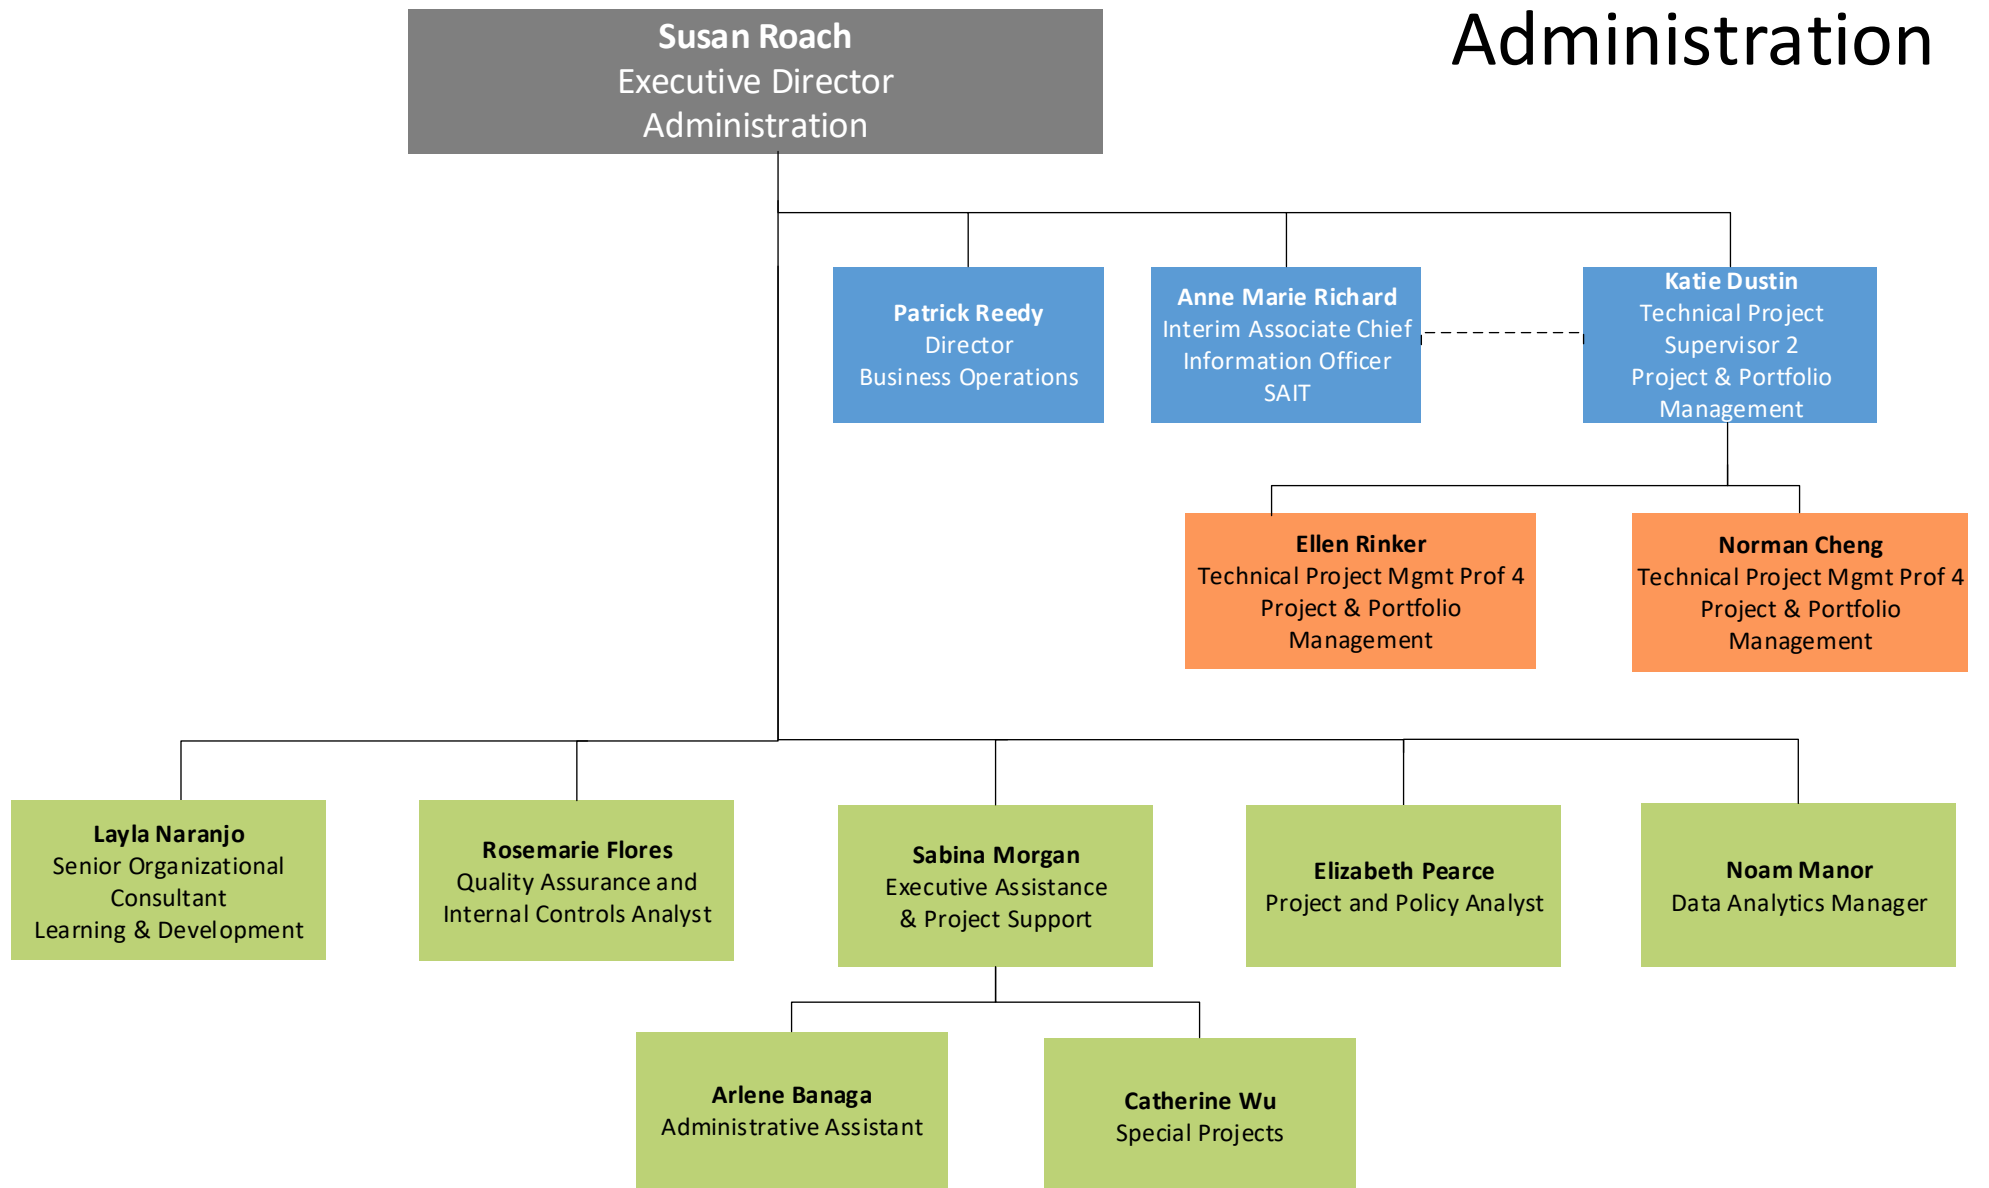 Administration
Susan Roach
Executive Director
Administration
Patrick Reedy
Director
Business Operations
Anne Marie Richard
Interim Associate Chief
Information Officer
SAIT
Katie Dustin
Technical Project
Supervisor 2
Project & Portfolio
Management
Ellen Rinker
Technical Project Mgmt Prof 4
Project & Portfolio
Management
Norman Cheng
Technical Project Mgmt Prof 4
Project & Portfolio
Management
Layla Naranjo
Senior Organizational
Consultant
Learning & Development
Rosemarie Flores
Quality Assurance and
Internal Controls Analyst
Sabina Morgan
Executive Assistance
& Project Support
Elizabeth Pearce
Project and Policy Analyst
Noam Manor
Data Analytics Manager
Arlene Banaga
Administrative Assistant
Catherine Wu
Special Projects